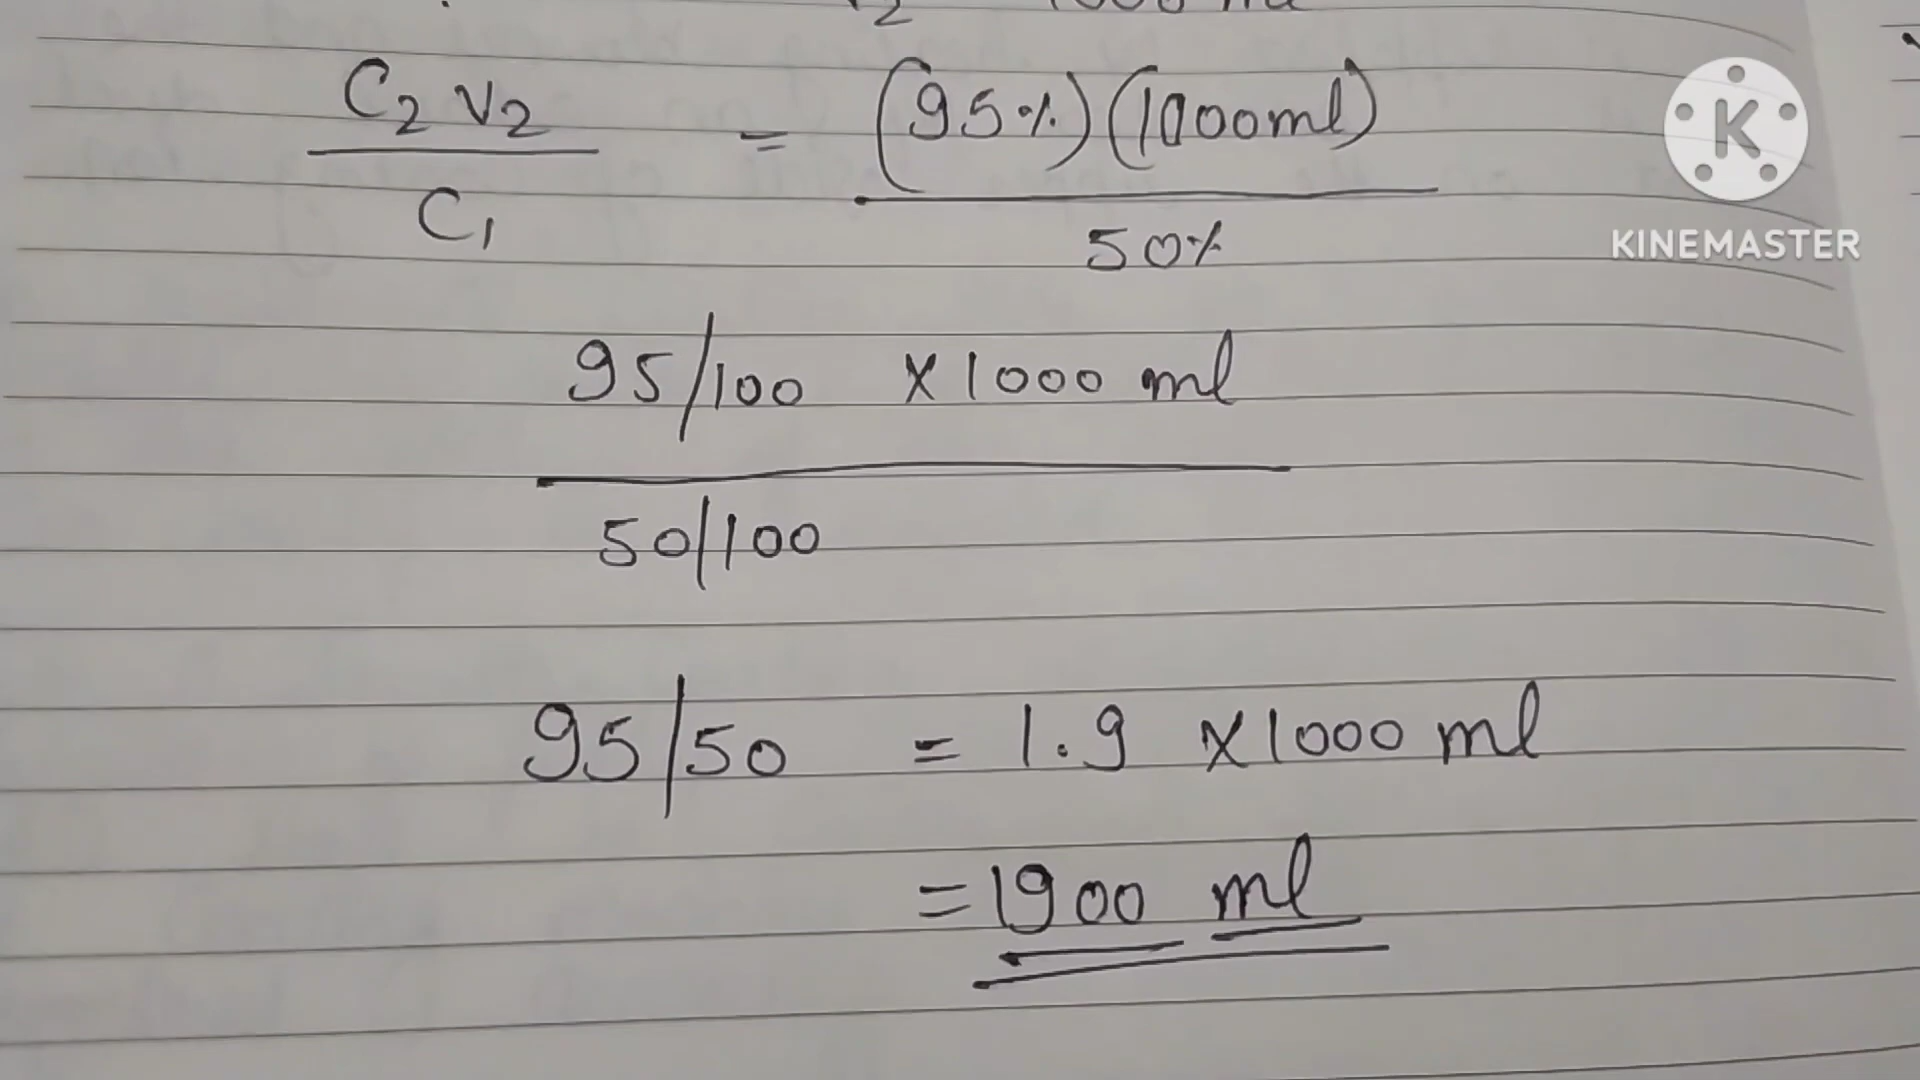 C2 V2 = (95%) (1000ml)
C1 50%
95/100 X 1000 ml
50/100
95/50 = 1.9 X 1000 ml
= 1900 ml
K
KINEMASTER